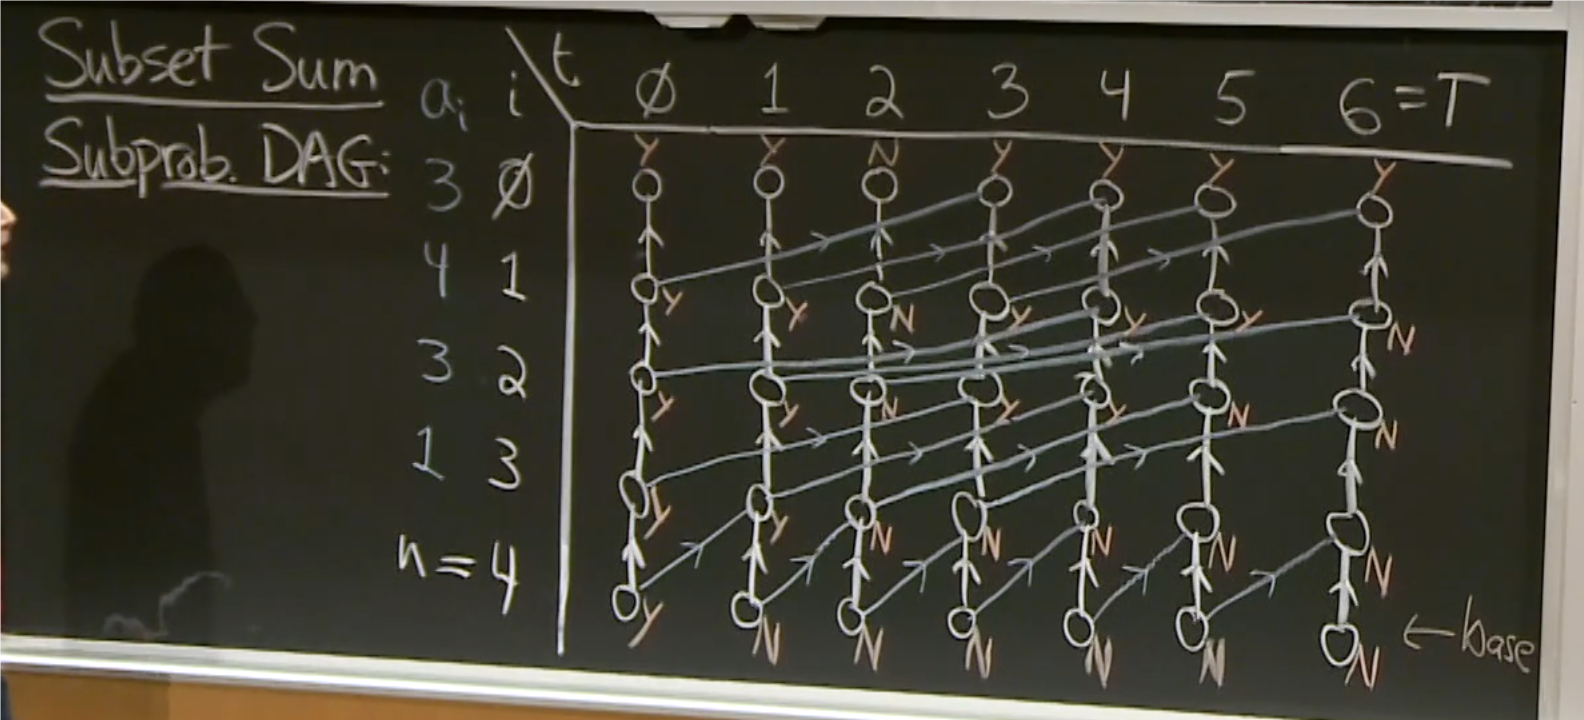 Subset Sum
Subprob. DAG:
aᵢ i \ t ∅ 1 2 3 4 5 6 = T
Y Y N Y Y Y Y
3 ∅
4 1
Y Y N Y Y Y N
3 2
Y Y N Y Y N N
1 3
Y Y N N N N N
n = 4
Y N N N N N N
← base